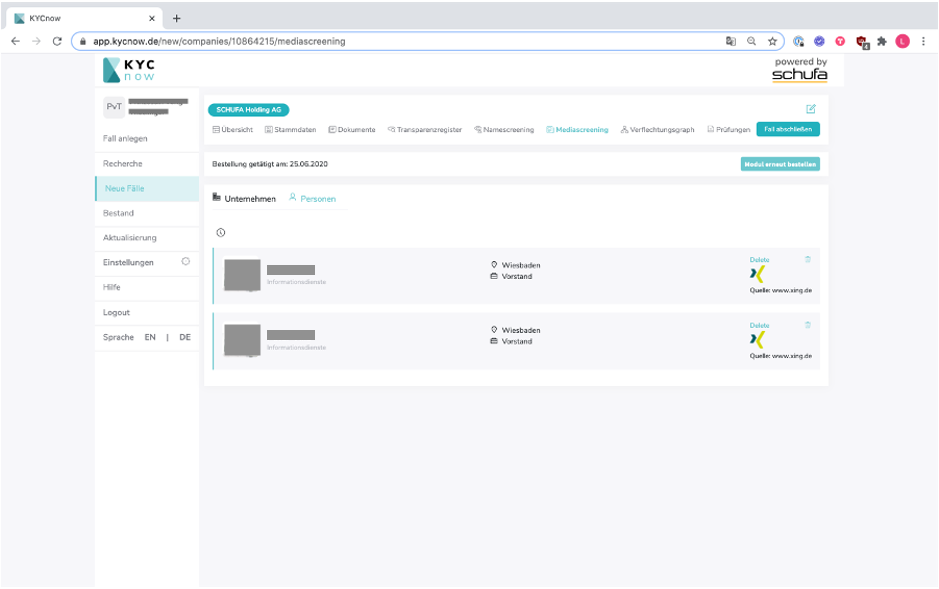 KYCnow
app.kycnow.de/new/companies/10864215/mediascreening
KYC
now
powered by
schufa
PvT
Fall anlegen
Recherche
Neue Fälle
Bestand
Aktualisierung
Einstellungen
Hilfe
Logout
Sprache EN | DE
SCHUFA Holding AG
Übersicht Stammdaten Dokumente Transparenzregister Namescreening Mediascreening Verflechtungsgraph Prüfungen Fall abschließen
Bestellung getätigt am: 25.06.2020 Modul erneut bestellen
Unternehmen Personen
Informationsdienste
Wiesbaden
Vorstand
Delete
Quelle: www.xing.de
Informationsdienste
Wiesbaden
Vorstand
Delete
Quelle: www.xing.de